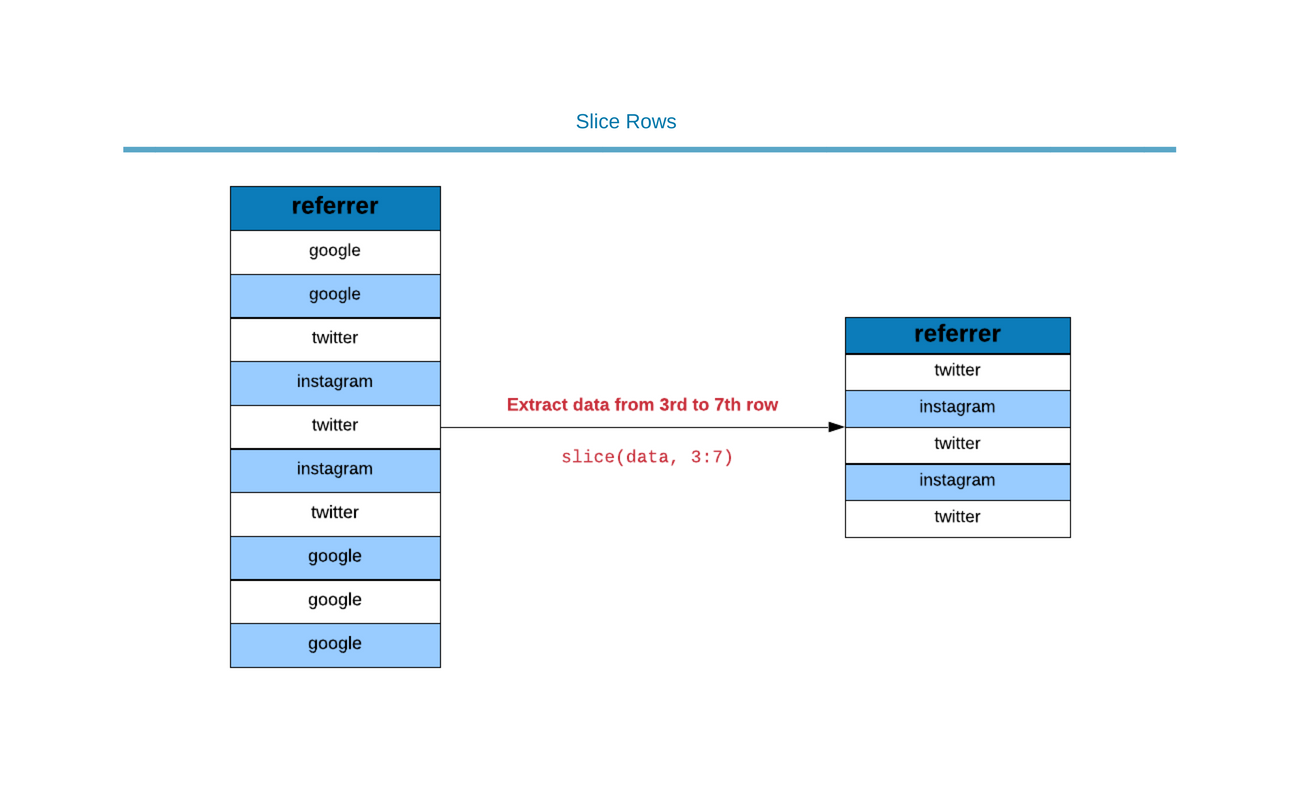 Slice Rows
referrer
google
google
twitter
instagram
twitter
instagram
twitter
google
google
google
Extract data from 3rd to 7th row
slice(data, 3:7)
referrer
twitter
instagram
twitter
instagram
twitter